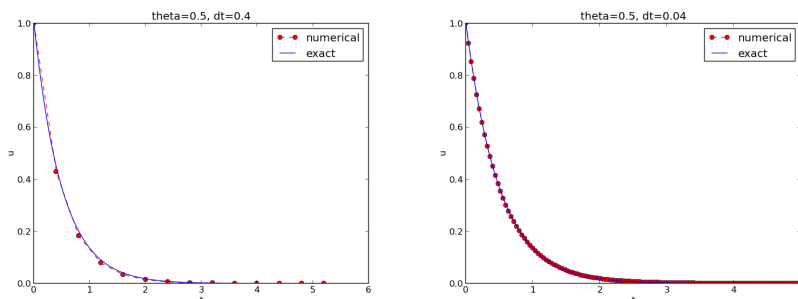 theta=0.5, dt=0.4
1.0
0.8
0.6
0.4
0.2
0.0
0 1 2 3 4 5 6
u
numerical
exact
theta=0.5, dt=0.04
1.0
0.8
0.6
0.4
0.2
0.0
0 1 2 3 4
u
numerical
exact